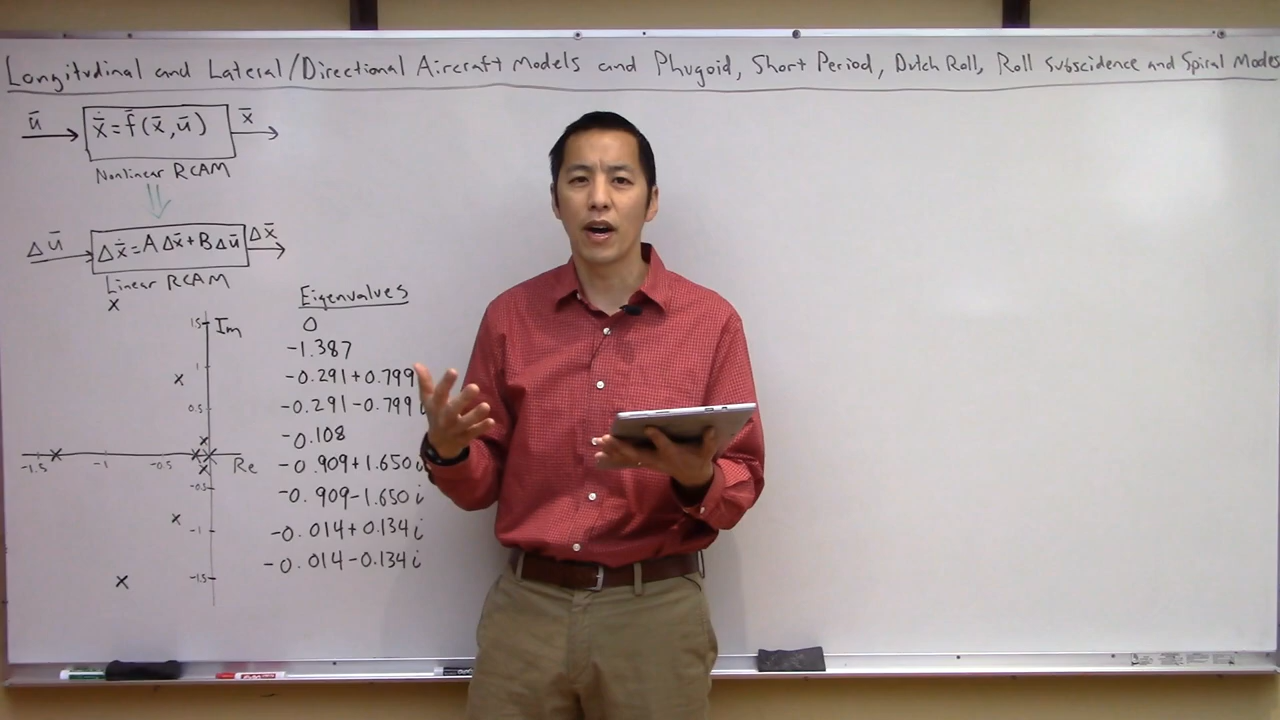 Longitudinal and Lateral/Directional Aircraft Models and Phugoid, Short Period, Dutch Roll, Roll Subscidence and Spiral Modes
ū
ẋ̄ = f̄(x̄, ū)
x̄
Nonlinear RCAM
Δū
Δẋ̄ = AΔx̄ + BΔū
Δx̄
Linear RCAM
Eigenvalues
0
-1.387
-0.291+0.799
-0.291-0.799 i
-0.108
-0.909+1.650 i
-0.909-1.650 i
-0.014+0.134 i
-0.014-0.134 i
1.5 Im
1
0.5
-1.5 -1 -0.5 Re
-0.5
-1
-1.5